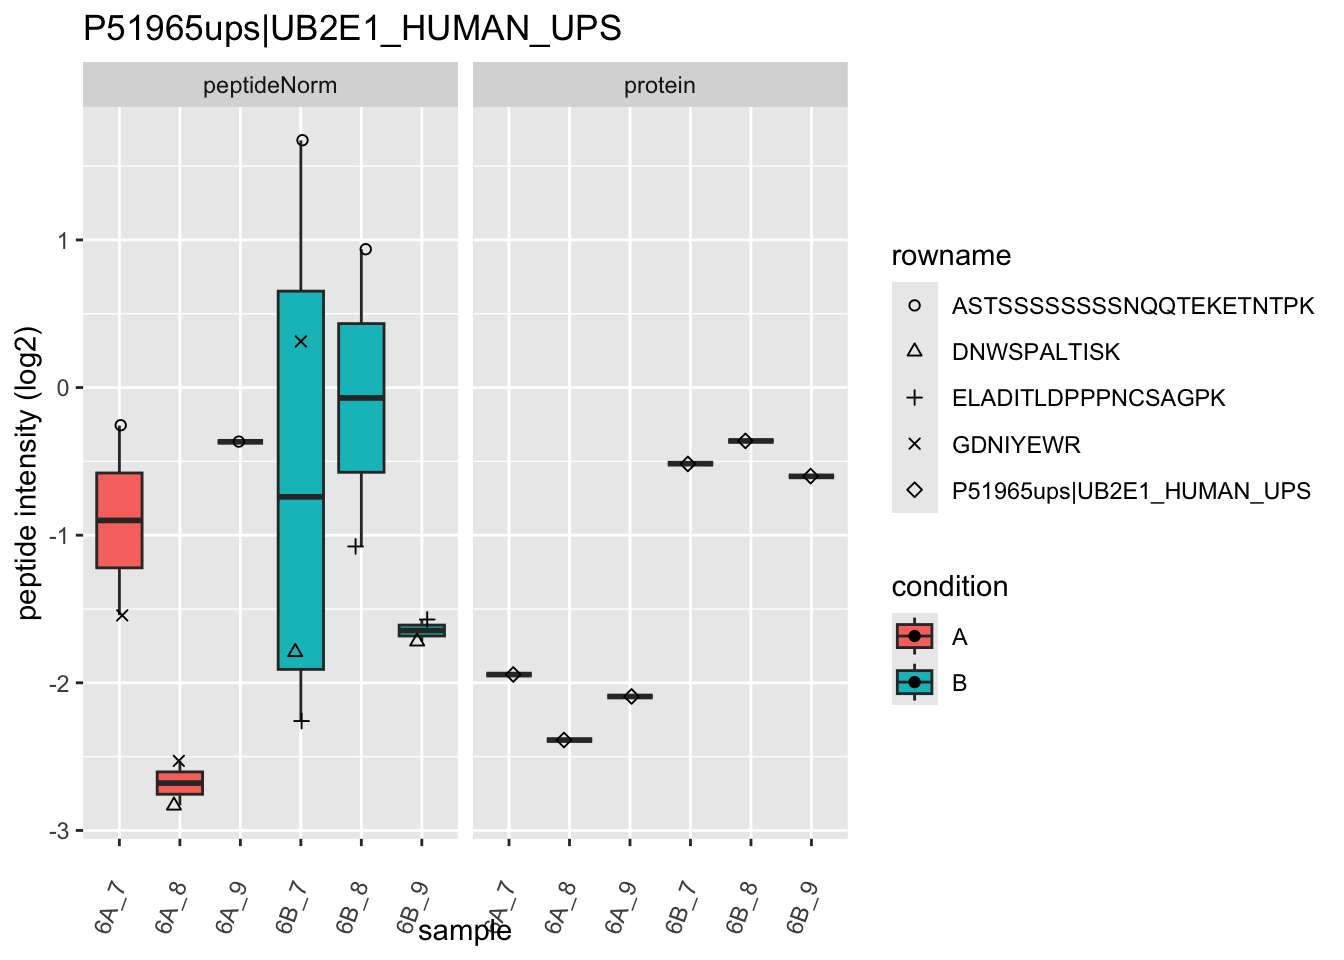 P51965ups|UB2E1_HUMAN_UPS
peptideNorm
protein
peptide intensity (log2)
1
0
-1
-2
-3
6A_7
6A_8
6A_9
6B_7
6B_8
6B_9
6A_7
6A_8
6A_9
6B_7
6B_8
6B_9
sample
rowname
ASTSSSSSSSSNQQTEKETNTPK
DNWSPALTISK
ELADITLDPPPNCSAGPK
GDNIYEWR
P51965ups|UB2E1_HUMAN_UPS
condition
A
B